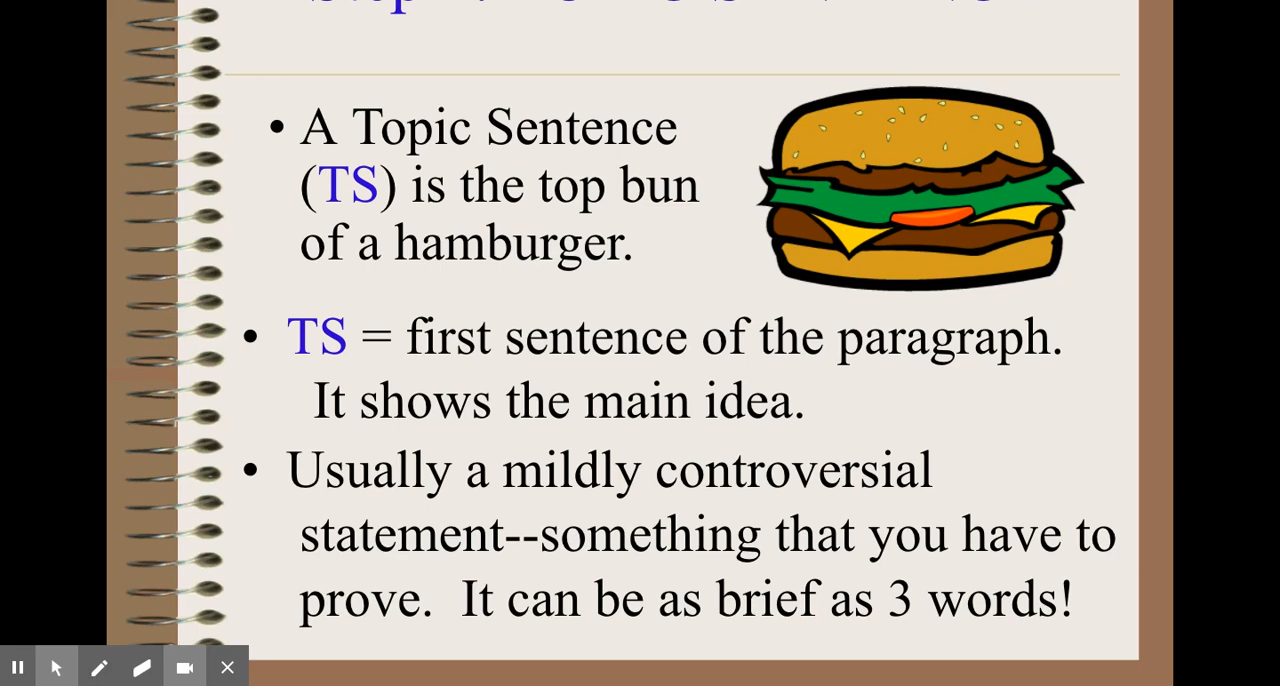 • A Topic Sentence
(TS) is the top bun
of a hamburger.
• TS = first sentence of the paragraph.
It shows the main idea.
• Usually a mildly controversial
statement--something that you have to
prove. It can be as brief as 3 words!